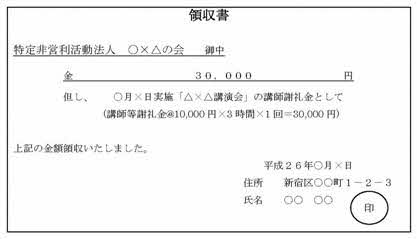 領収書
特定非営利活動法人　○×△の会　御中
金　３０，０００　円
但し、　○月×日実施「△×△講演会」の講師謝礼金として
（講師等謝礼金@10,000円×３時間×１回＝30,000円）
上記の金額領収いたしました。
平成２６年○月×日
住所　新宿区○○町１－２－３
氏名　○○　○○
印